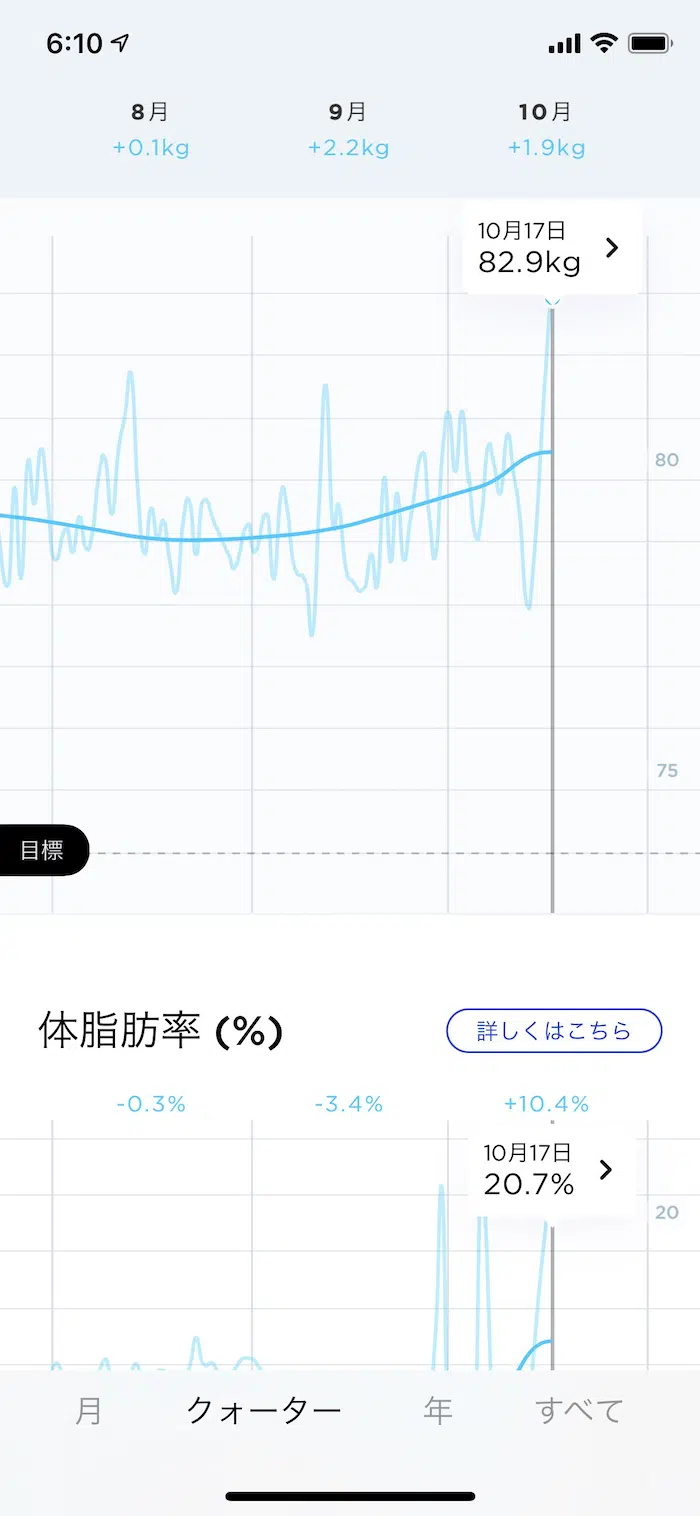 6:10
8月 9月 10月
+0.1kg +2.2kg +1.9kg
10月17日
82.9kg
80
75
目標
体脂肪率 (%) 詳しくはこちら
-0.3% -3.4% +10.4%
10月17日
20.7%
20
月 クォーター 年 すべて